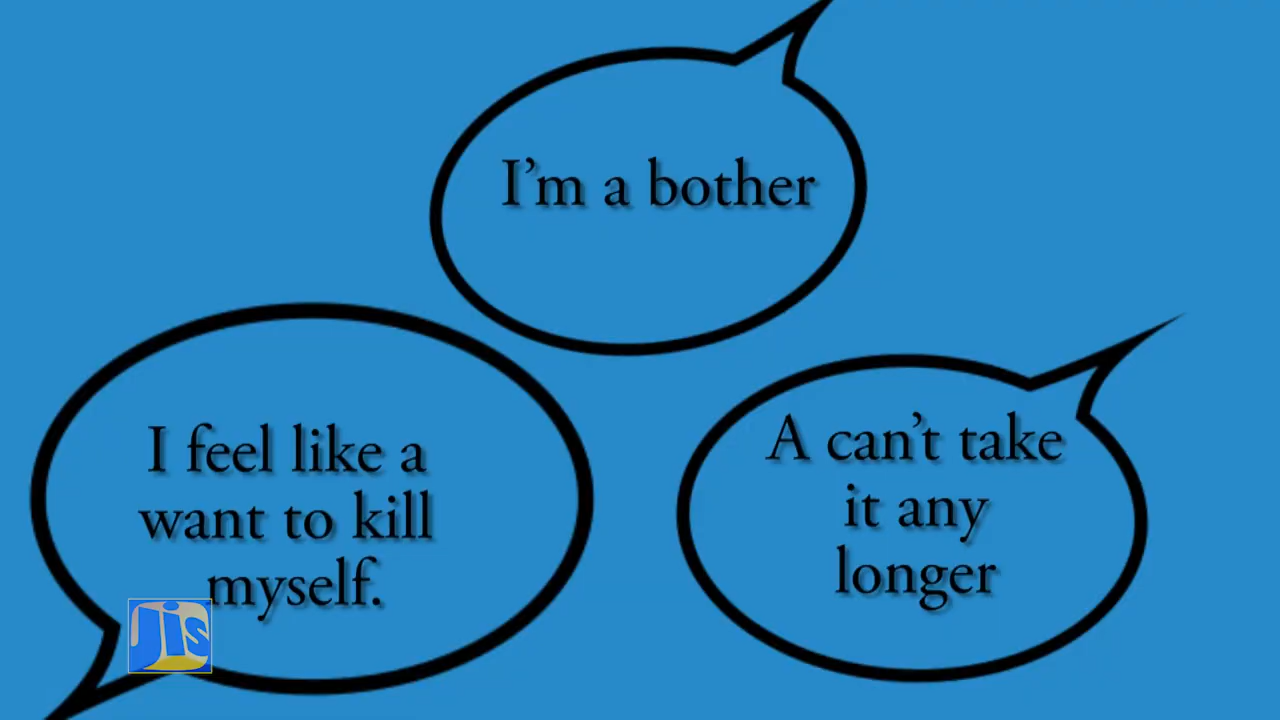 I'm a bother
I feel like a
want to kill
myself.
A can't take
it any
longer
JIS